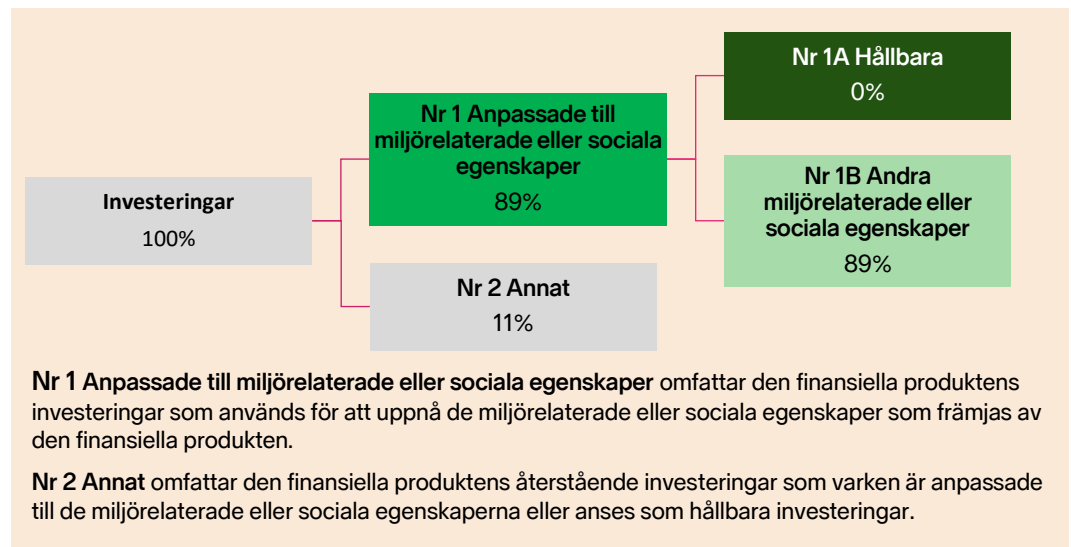 Investeringar
100%
Nr 1 Anpassade till
miljörelaterade eller sociala
egenskaper
89%
Nr 2 Annat
11%
Nr 1A Hållbara
0%
Nr 1B Andra
miljörelaterade eller
sociala egenskaper
89%
Nr 1 Anpassade till miljörelaterade eller sociala egenskaper omfattar den finansiella produktens
investeringar som används för att uppnå de miljörelaterade eller sociala egenskaper som främjas av
den finansiella produkten.
Nr 2 Annat omfattar den finansiella produktens återstående investeringar som varken är anpassade
till de miljörelaterade eller sociala egenskaperna eller anses som hållbara investeringar.